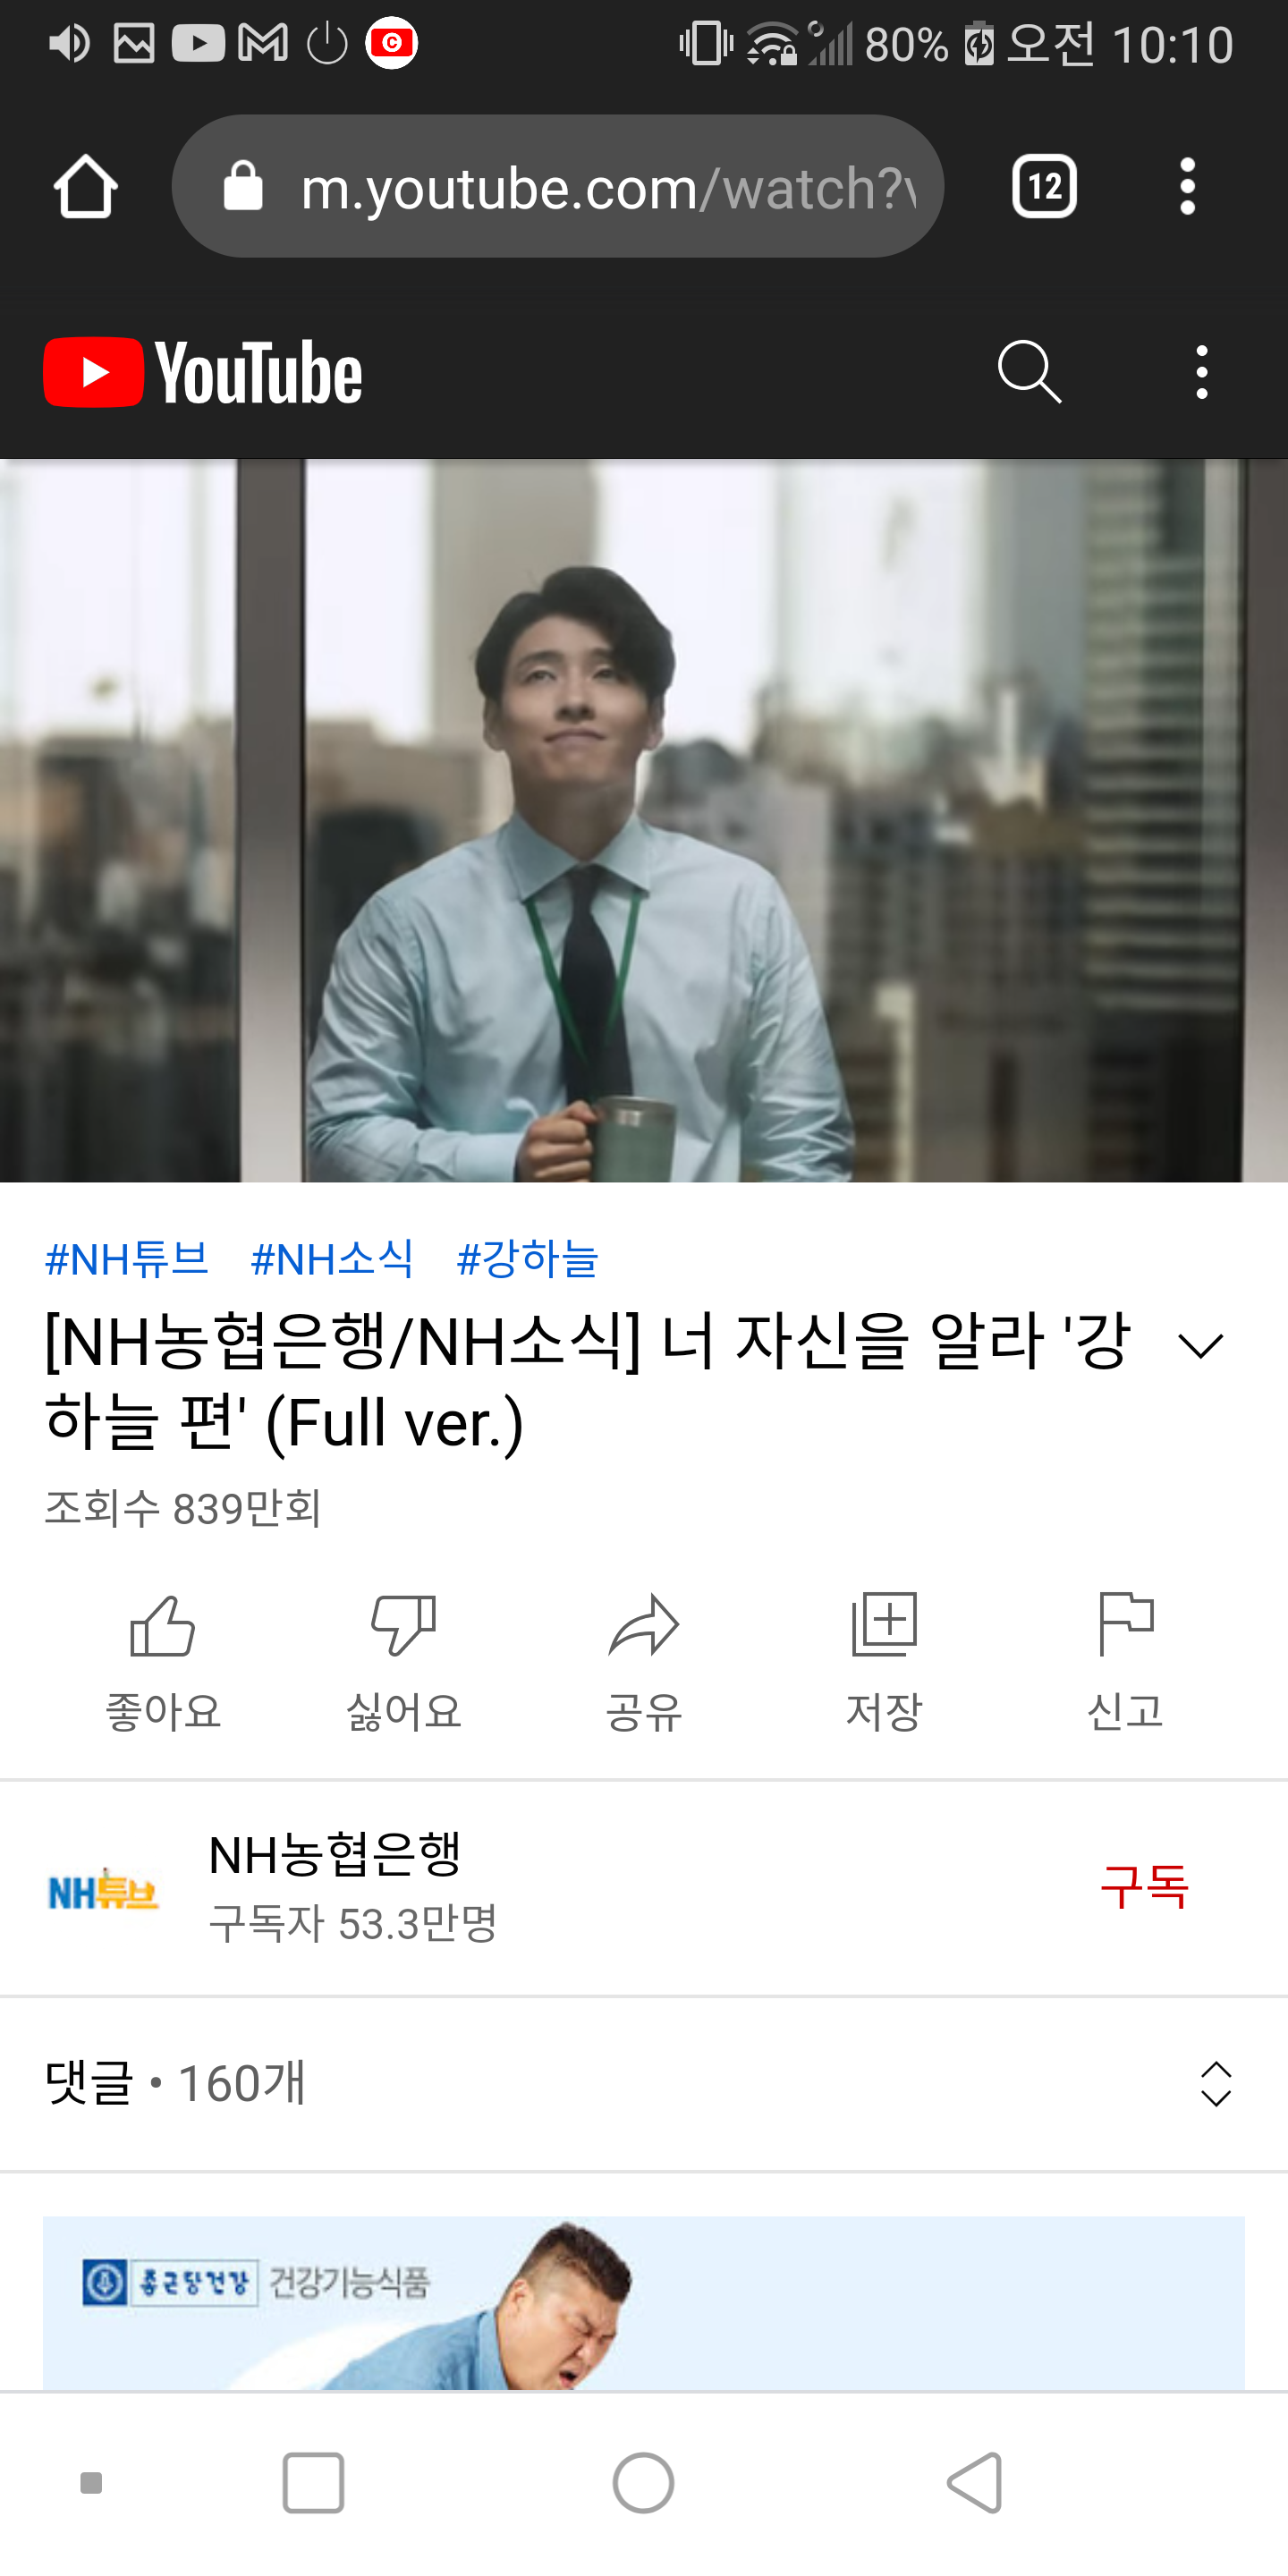 80% 오전 10:10
m.youtube.com/watch?v
12
YouTube
#NH튜브 #NH소식 #강하늘
[NH농협은행/NH소식] 너 자신을 알라 '강
하늘 편' (Full ver.)
조회수 839만회
좋아요 싫어요 공유 저장 신고
NH튜브
NH농협은행
구독자 53.3만명
구독
댓글 • 160개
종근당건강 건강기능식품